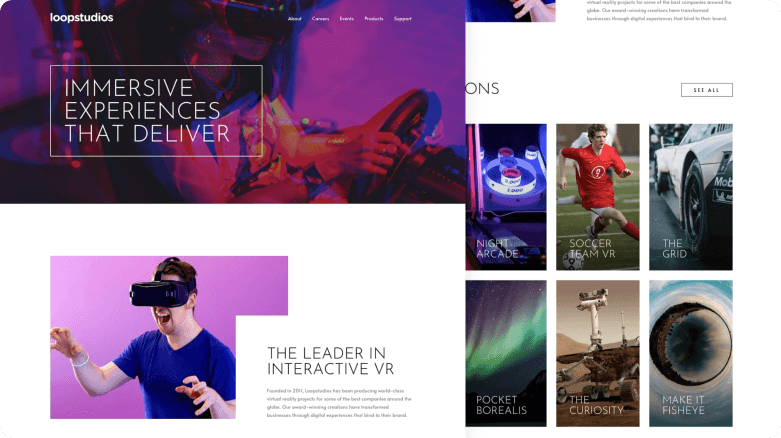 loopstudios
About Careers Events Products Support
IMMERSIVE
EXPERIENCES
THAT DELIVER
THE LEADER IN
INTERACTIVE VR
Founded in 2011, Loopstudios has been producing world-class
virtual reality projects for some of the best companies around the
globe. Our award-winning creations have transformed
businesses through digital experiences that bind to their brand.
virtual reality projects for some of the best companies around the
globe. Our award-winning creations have transformed
businesses through digital experiences that bind to their brand.
ONS
SEE ALL
NIGHT
ARCADE
SOCCER
TEAM VR
THE
GRID
POCKET
BOREALIS
THE
CURIOSITY
MAKE IT
FISHEYE